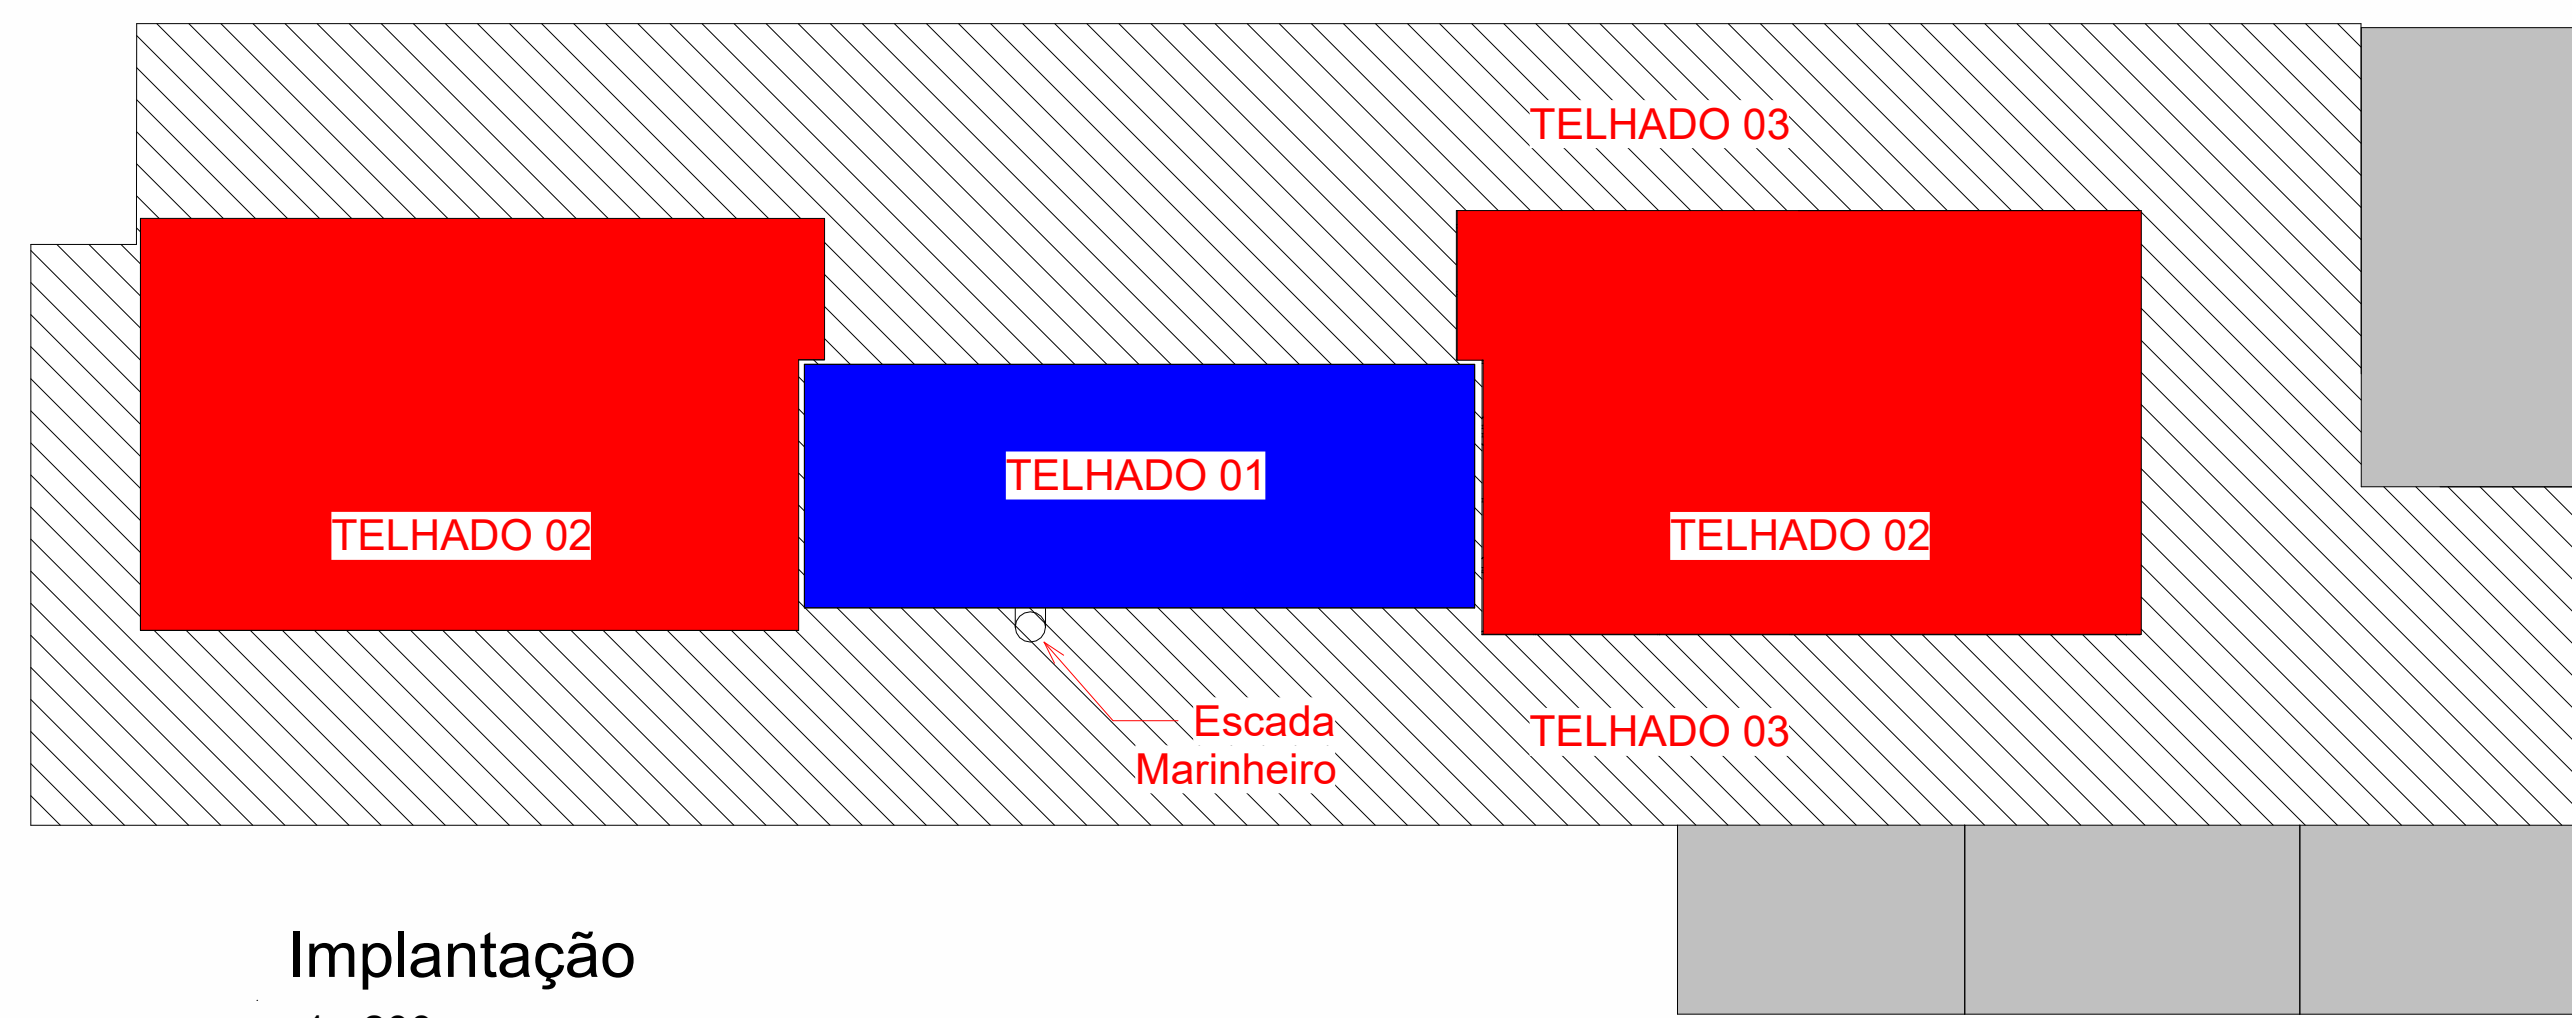 TELHADO 03
TELHADO 01
TELHADO 02
TELHADO 02
Escada
Marinheiro
TELHADO 03
Implantação